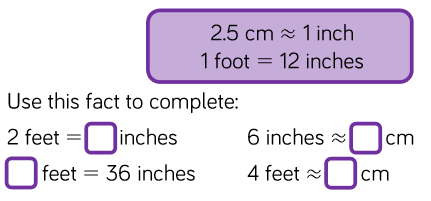 2.5 cm ≈ 1 inch
1 foot = 12 inches
Use this fact to complete:
2 feet = inches 6 inches ≈ cm
feet = 36 inches 4 feet ≈ cm